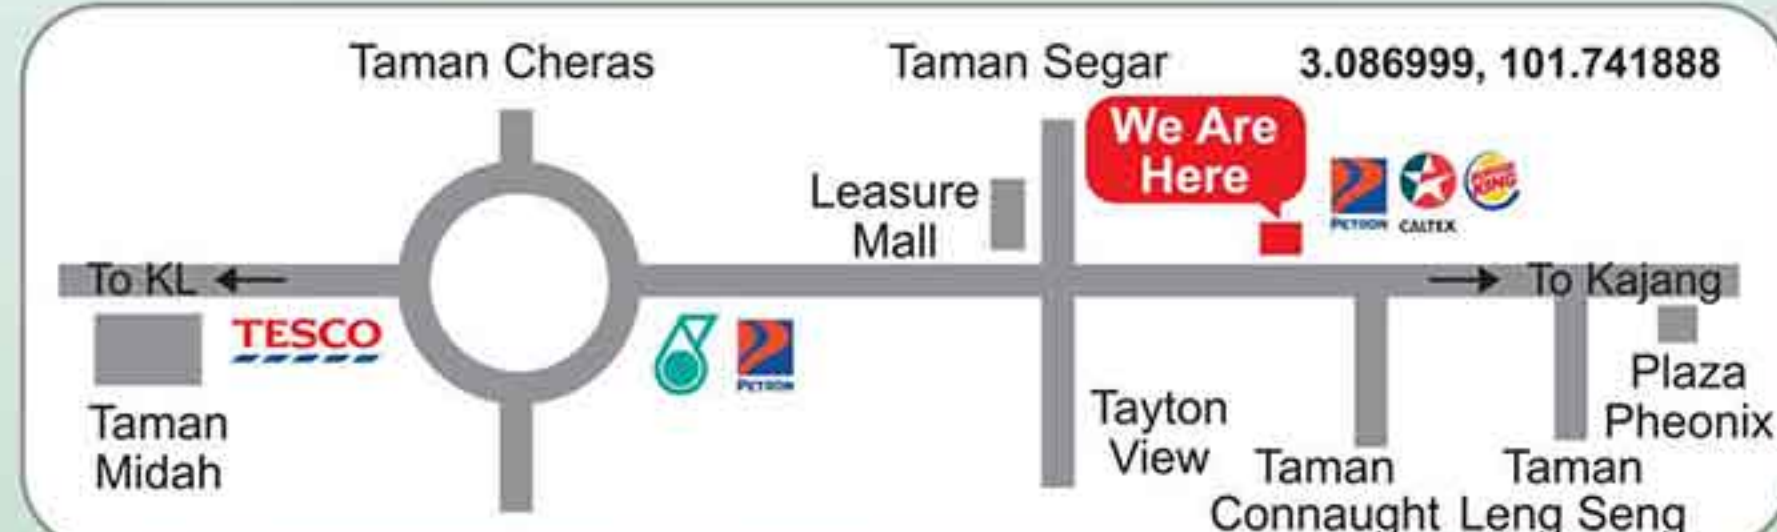 Taman Cheras
Taman Segar
3.086999, 101.741888
We Are
Here
Leasure
Mall
PETRON
CALTEX
BURGER
KING
To KL
To Kajang
TESCO
PETRON
Taman
Midah
Tayton
View
Taman
Connaught
Taman
Leng Seng
Plaza
Pheonix